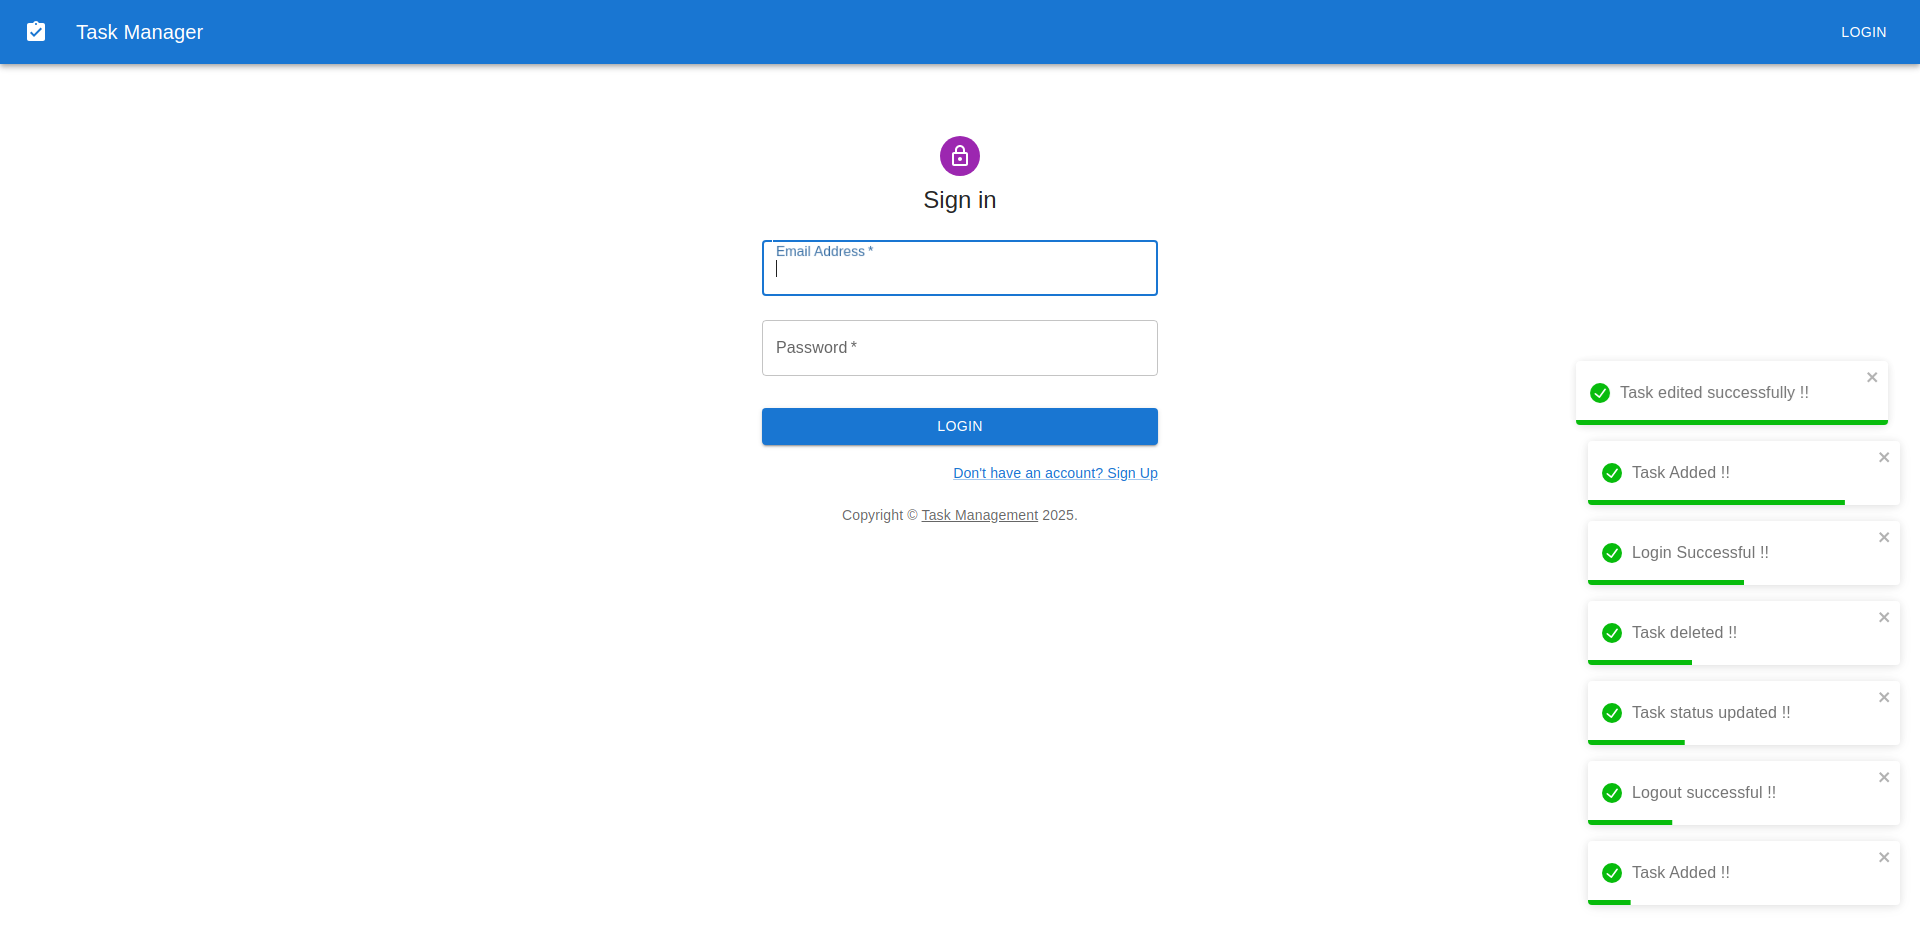 Task Manager
LOGIN
Sign in
Email Address *
Password *
LOGIN
Don't have an account? Sign Up
Copyright © Task Management 2025.
Task edited successfully !!
Task Added !!
Login Successful !!
Task deleted !!
Task status updated !!
Logout successful !!
Task Added !!